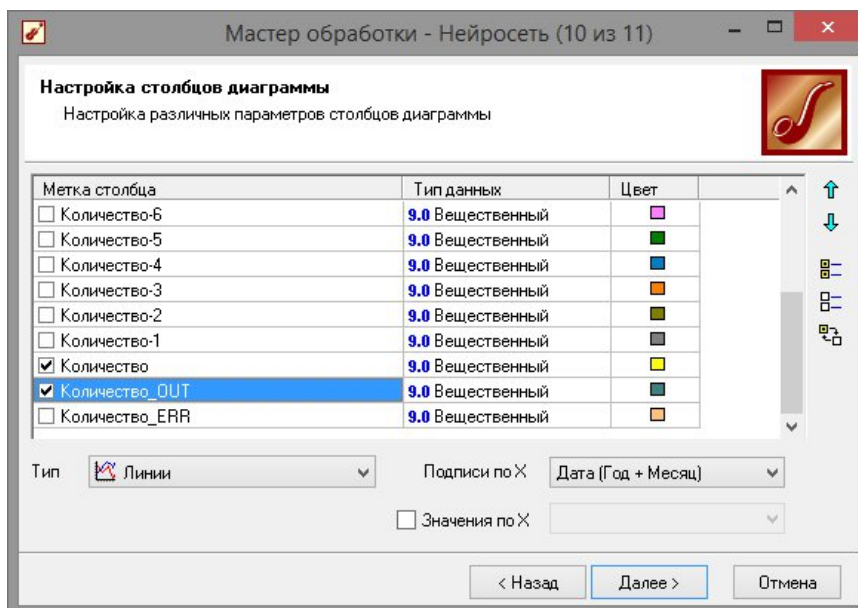 Мастер обработки - Нейросеть (10 из 11)
Настройка столбцов диаграммы
Настройка различных параметров столбцов диаграммы
Метка столбца Тип данных Цвет
Количество-6 9.0 Вещественный
Количество-5 9.0 Вещественный
Количество-4 9.0 Вещественный
Количество-3 9.0 Вещественный
Количество-2 9.0 Вещественный
Количество-1 9.0 Вещественный
Количество 9.0 Вещественный
Количество_OUT 9.0 Вещественный
Количество_ERR 9.0 Вещественный
Тип Линии Подписи по X Дата (Год + Месяц)
Значения по X
< Назад Далее > Отмена